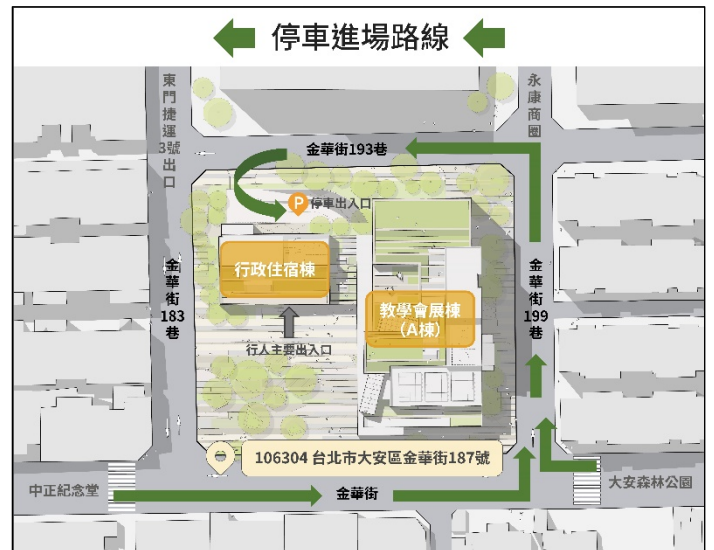 停車進場路線
東門捷運3號出口
永康商圈
金華街193巷
P 停車出入口
行政住宿棟
金華街183巷
金華街199巷
教學會展棟
(A棟)
行人主要出入口
106304 台北市大安區金華街187號
中正紀念堂
金華街
大安森林公園